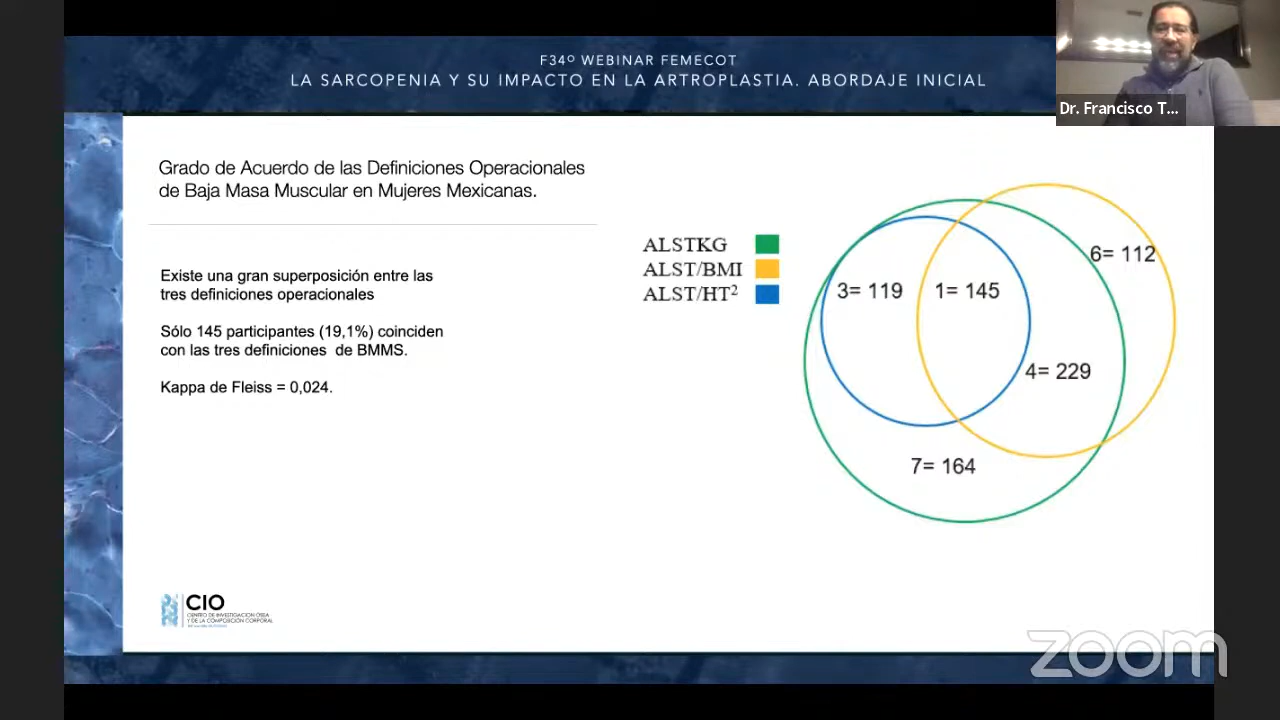 F34º WEBINAR FEMECOT
LA SARCOPENIA Y SU IMPACTO EN LA ARTROPLASTIA. ABORDAJE INICIAL
Dr. Francisco T...
Grado de Acuerdo de las Definiciones Operacionales
de Baja Masa Muscular en Mujeres Mexicanas.
Existe una gran superposición entre las
tres definiciones operacionales
Sólo 145 participantes (19,1%) coinciden
con las tres definiciones de BMMS.
Kappa de Fleiss = 0,024.
ALSTKG
ALST/BMI
ALST/HT²
6= 112
3= 119
1= 145
4= 229
7= 164
CIO
CENTRO DE INVESTIGACIÓN ÓSEA
Y DE LA COMPOSICIÓN CORPORAL
zoom